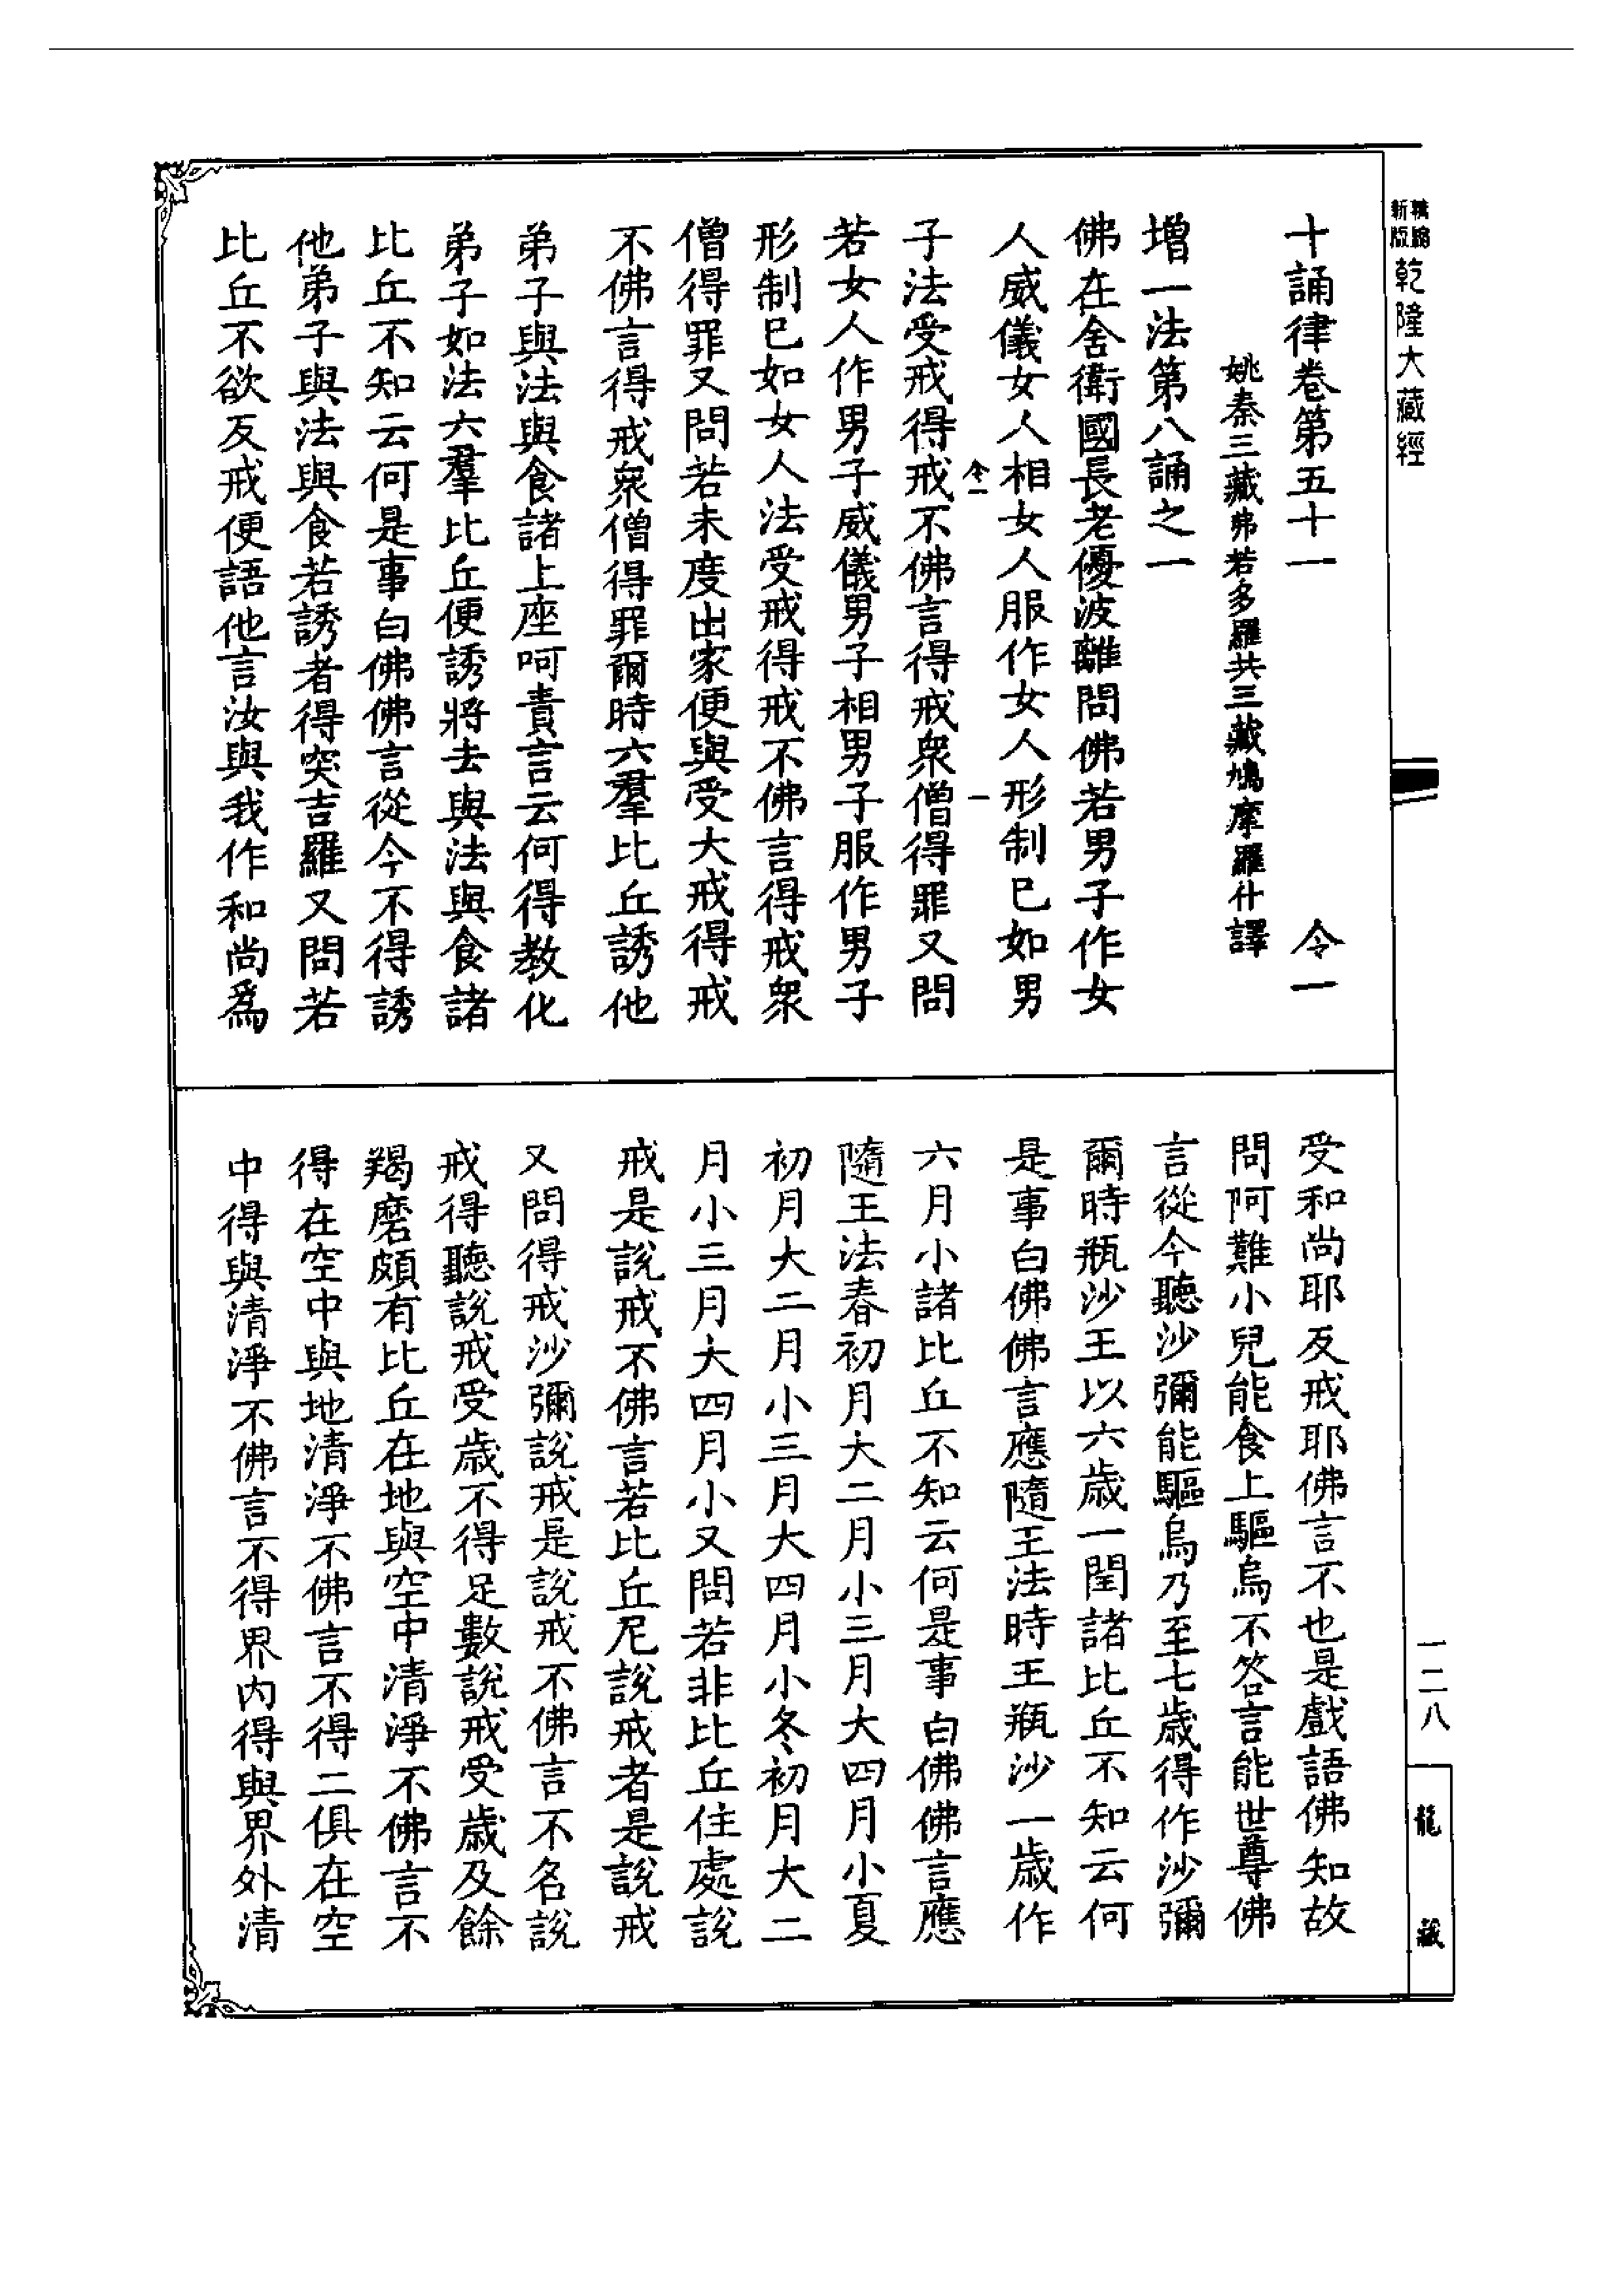 新版精縮乾隆大藏經
十誦律卷第五十一 令一
姚秦三藏弗若多羅共三藏鳩摩羅什譯
增一法第八誦之一
佛在舍衛國長老優波離問佛若男子作女
人威儀女人相女人服作女人形制已如男
令一 一
子法受戒得戒不佛言得戒眾僧得罪又問
若女人作男子威儀男子相男子服作男子
形制已如女人法受戒得戒不佛言得戒眾
僧得罪又問若未度出家便與受大戒得戒
不佛言得戒眾僧得罪爾時六羣比丘誘他
弟子與法與食諸上座呵責言云何得教化
弟子如法六羣比丘便誘將去與法與食諸
比丘不知云何是事白佛佛言從今不得誘
他弟子與法與食若誘者得突吉羅又問若
比丘不欲反戒便語他言汝與我作和尚為
受和尚耶反戒耶佛言不也是戲語佛知故
問阿難小兒能食上驅烏不答言能世尊佛
言從今聽沙彌能驅烏乃至七歲得作沙彌
爾時瓶沙王以六歲一閏諸比丘不知云何
是事白佛佛言應隨王法時王瓶沙一歲作
六月小諸比丘不知云何是事白佛佛言應
隨王法春初月大二月小三月大四月小夏
初月大二月小三月大四月小冬初月大二
月小三月大四月小又問若非比丘住處說
戒是說戒不佛言若比丘尼說戒者是說戒
又問得戒沙彌說戒是說戒不佛言不名說
戒得聽說戒受歲不得足數說戒受歲及餘
羯磨頗有比丘在地與空中清淨不佛言不
得在空中與地清淨不佛言不得二俱在空
中得與清淨不佛言不得界內得與界外清
一二八
龍藏